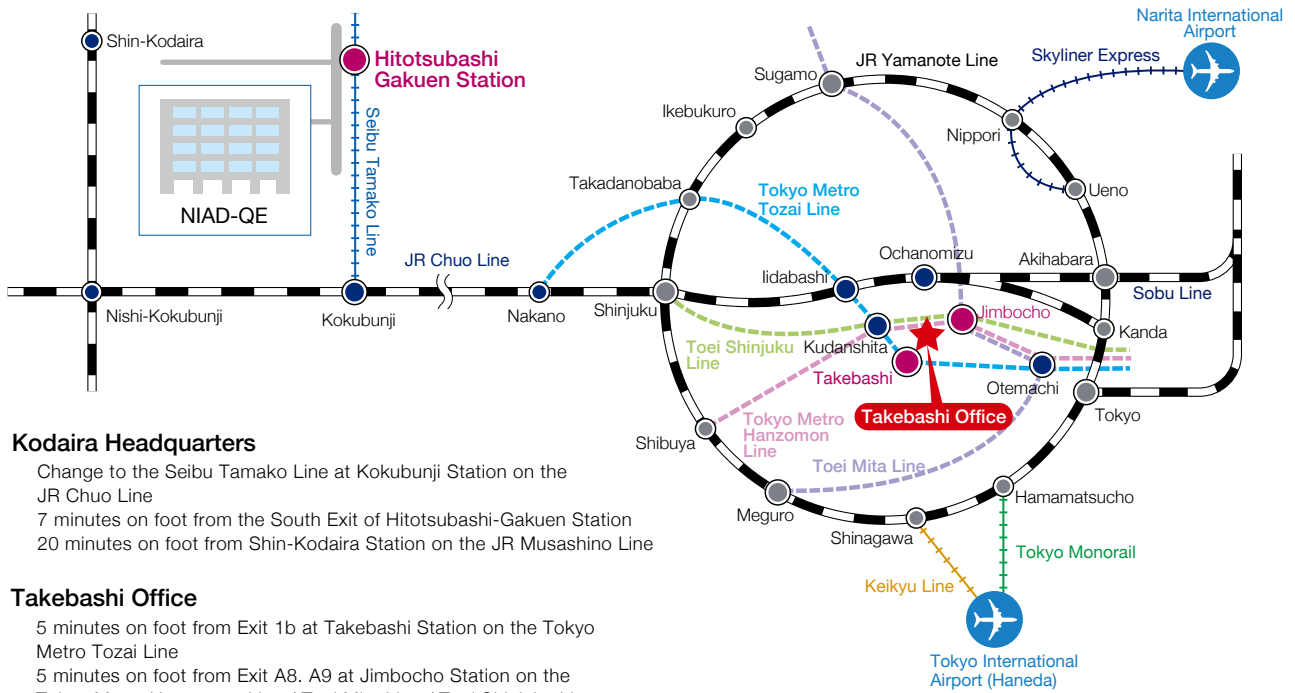 Narita International
Airport
Shin-Kodaira
Hitotsubashi
Gakuen Station
JR Yamanote Line
Skyliner Express
Sugamo
Ikebukuro
Nippori
Seibu Tamako Line
Takadanobaba
Tokyo Metro
Tozai Line
Ueno
NIAD-QE
JR Chuo Line
Ochanomizu
Akihabara
Iidabashi
Sobu Line
Nishi-Kokubunji
Kokubunji
Nakano
Shinjuku
Jimbocho
Kanda
Toei Shinjuku
Line
Kudanshita
Takebashi
Otemachi
Takebashi Office
Tokyo
Tokyo Metro
Hanzomon
Line
Shibuya
Toei Mita Line
Meguro
Hamamatsucho
Shinagawa
Tokyo Monorail
Keikyu Line
Tokyo International
Airport (Haneda)
Kodaira Headquarters
Change to the Seibu Tamako Line at Kokubunji Station on the
JR Chuo Line
7 minutes on foot from the South Exit of Hitotsubashi-Gakuen Station
20 minutes on foot from Shin-Kodaira Station on the JR Musashino Line
Takebashi Office
5 minutes on foot from Exit 1b at Takebashi Station on the Tokyo
Metro Tozai Line
5 minutes on foot from Exit A8. A9 at Jimbocho Station on the